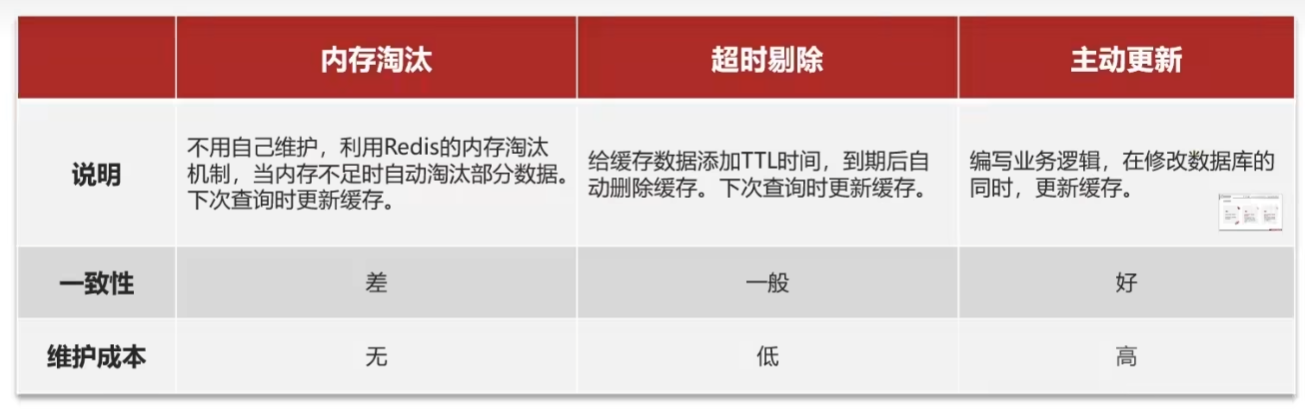 内存淘汰
超时剔除
主动更新
说明
不用自己维护，利用Redis的内存淘汰
机制，当内存不足时自动淘汰部分数据。
下次查询时更新缓存。
给缓存数据添加TTL时间，到期后自
动删除缓存。下次查询时更新缓存。
编写业务逻辑，在修改数据库的
同时，更新缓存。
一致性
差
一般
好
维护成本
无
低
高